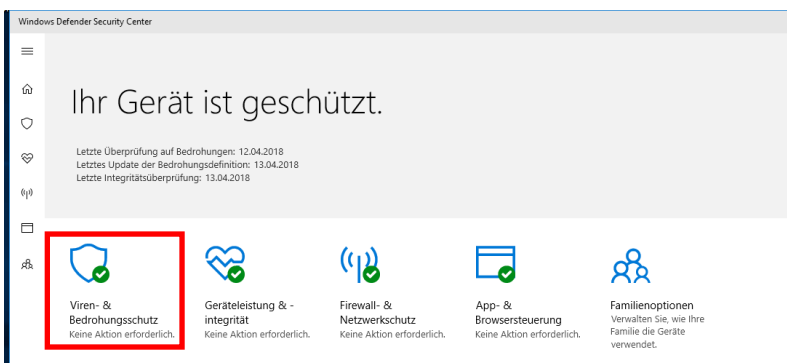 Windows Defender Security Center
Ihr Gerät ist geschützt.
Letzte Überprüfung auf Bedrohungen: 12.04.2018
Letztes Update der Bedrohungsdefinition: 13.04.2018
Letzte Integritätsüberprüfung: 13.04.2018
Viren- &
Bedrohungsschutz
Keine Aktion erforderlich.
Geräteleistung & -
integrität
Keine Aktion erforderlich.
Firewall- &
Netzwerkschutz
Keine Aktion erforderlich.
App- &
Browsersteuerung
Keine Aktion erforderlich.
Familienoptionen
Verwalten Sie, wie Ihre
Familie die Geräte
verwendet.